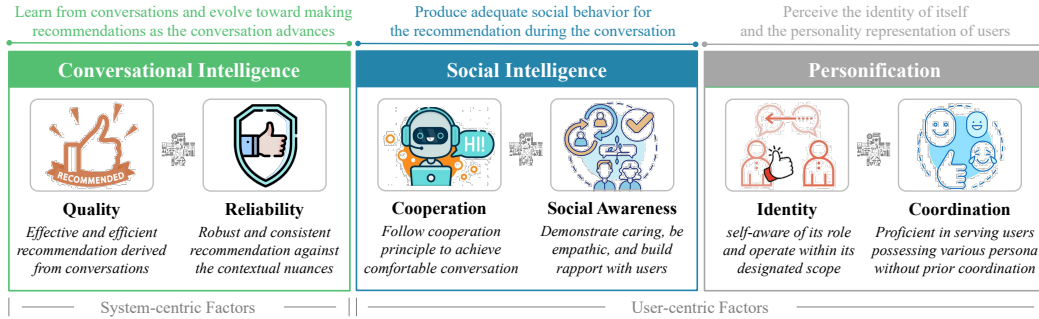 Learn from conversations and evolve toward making
recommendations as the conversation advances
Produce adequate social behavior for
the recommendation during the conversation
Perceive the identity of itself
and the personality representation of users
Conversational Intelligence
Social Intelligence
Personification
RECOMMENDED
HI!
Quality
Effective and efficient
recommendation derived
from conversations
Reliability
Robust and consistent
recommendation against
the contextual nuances
Cooperation
Follow cooperation
principle to achieve
comfortable conversation
Social Awareness
Demonstrate caring, be
empathic, and build
rapport with users
Identity
self-aware of its role
and operate within its
designated scope
Coordination
Proficient in serving users
possessing various persona
without prior coordination
System-centric Factors
User-centric Factors